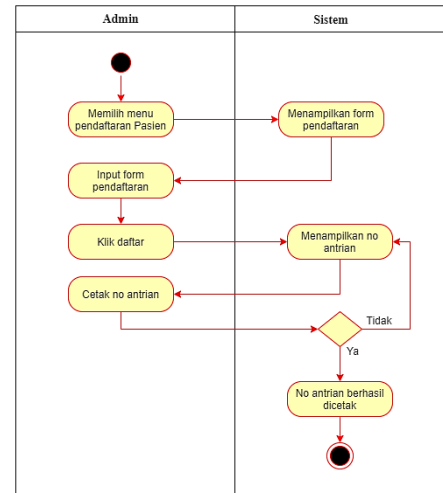 Admin
Sistem
Memilih menu
pendaftaran Pasien
Menampilkan form
pendaftaran
Input form
pendaftaran
Klik daftar
Menampilkan no
antrian
Cetak no antrian
Tidak
Ya
No antrian berhasil
dicetak